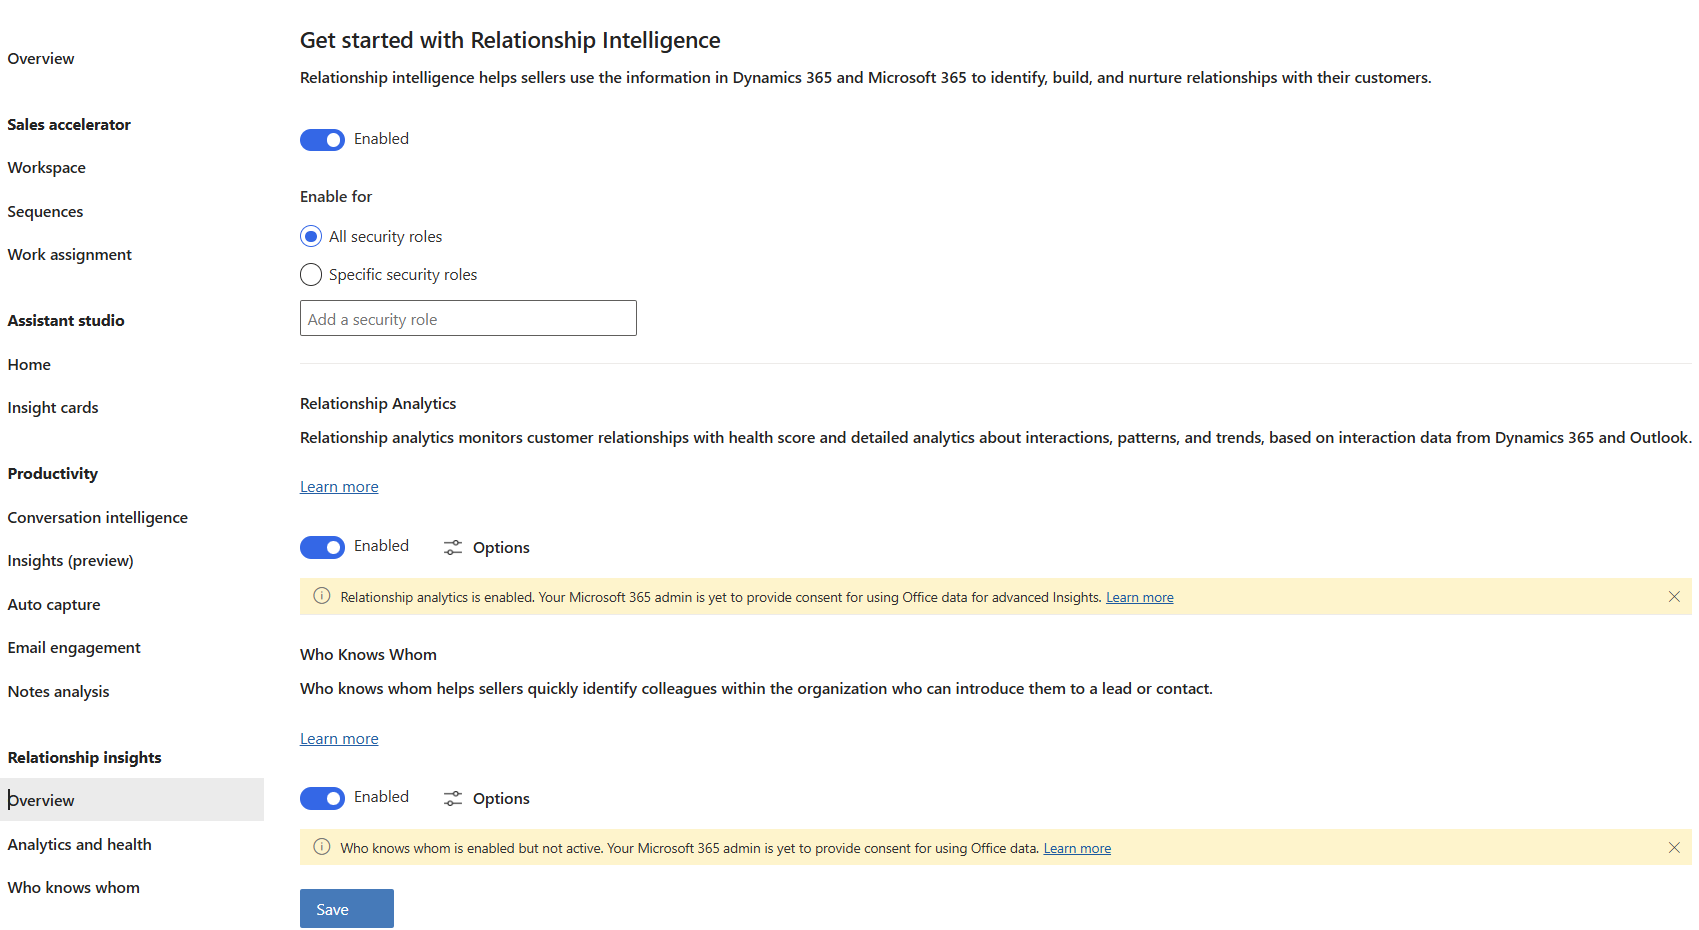 Overview
Sales accelerator
Workspace
Sequences
Work assignment
Assistant studio
Home
Insight cards
Productivity
Conversation intelligence
Insights (preview)
Auto capture
Email engagement
Notes analysis
Relationship insights
Overview
Analytics and health
Who knows whom
Get started with Relationship Intelligence
Relationship intelligence helps sellers use the information in Dynamics 365 and Microsoft 365 to identify, build, and nurture relationships with their customers.
Enabled
Enable for
All security roles
Specific security roles
Add a security role
Relationship Analytics
Relationship analytics monitors customer relationships with health score and detailed analytics about interactions, patterns, and trends, based on interaction data from Dynamics 365 and Outlook.
Learn more
Enabled Options
Relationship analytics is enabled. Your Microsoft 365 admin is yet to provide consent for using Office data for advanced Insights. Learn more
Who Knows Whom
Who knows whom helps sellers quickly identify colleagues within the organization who can introduce them to a lead or contact.
Learn more
Enabled Options
Who knows whom is enabled but not active. Your Microsoft 365 admin is yet to provide consent for using Office data. Learn more
Save